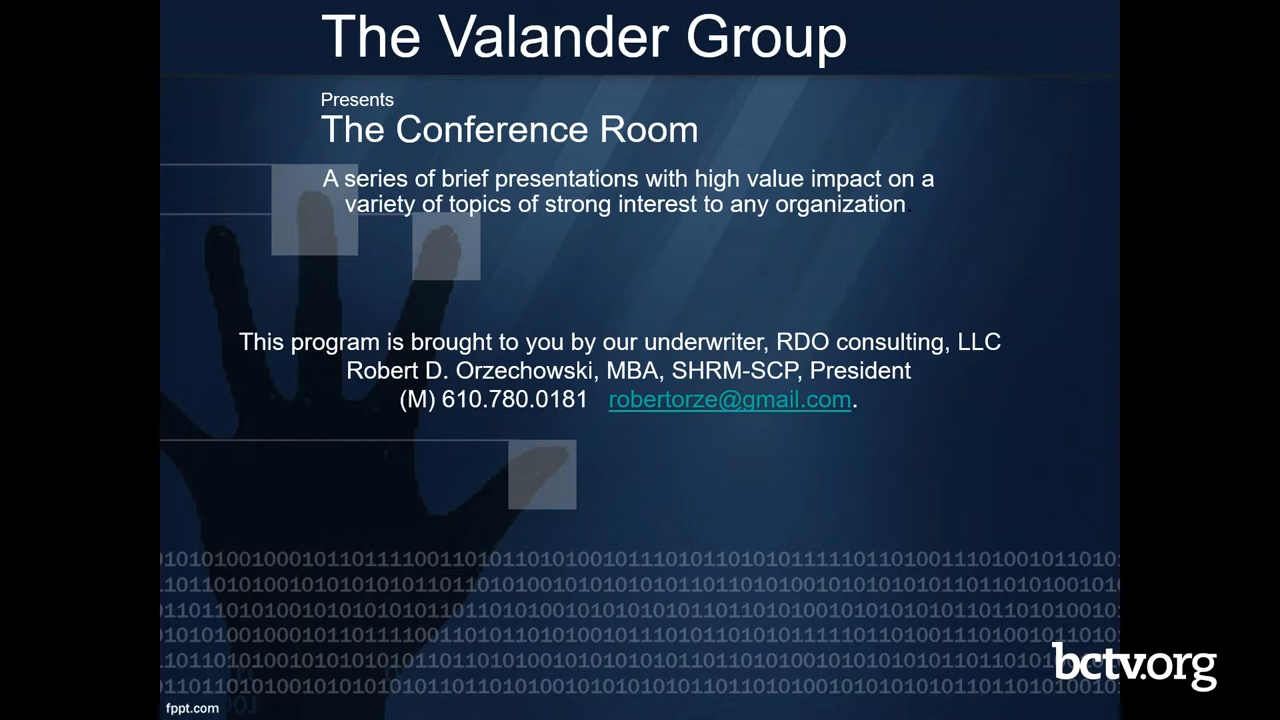 The Valander Group
Presents
The Conference Room
A series of brief presentations with high value impact on a
variety of topics of strong interest to any organization.
This program is brought to you by our underwriter, RDO consulting, LLC
Robert D. Orzechowski, MBA, SHRM-SCP, President
(M) 610.780.0181 robertorze@gmail.com.
bctv.org
fppt.com